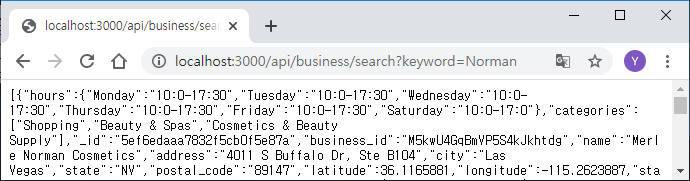 localhost:3000/api/business/sear
localhost:3000/api/business/search?keyword=Norman
Y
[{"hours":{"Monday":"10:0-17:30","Tuesday":"10:0-17:30","Wednesday":"10:0-
17:30","Thursday":"10:0-17:30","Friday":"10:0-17:30","Saturday":"10:0-17:0"},"categories":
["Shopping","Beauty & Spas","Cosmetics & Beauty
Supply"],"_id":"5ef6edaaa7832f5cb0f5e87a","business_id":"M5kwU4GqBmVP5S4kJkhtdg","name":"Merl
e Norman Cosmetics","address":"4011 S Buffalo Dr, Ste B104","city":"Las
Vegas","state":"NV","postal_code":"89147","latitude":36.1165881,"longitude":-115.2623887,"sta